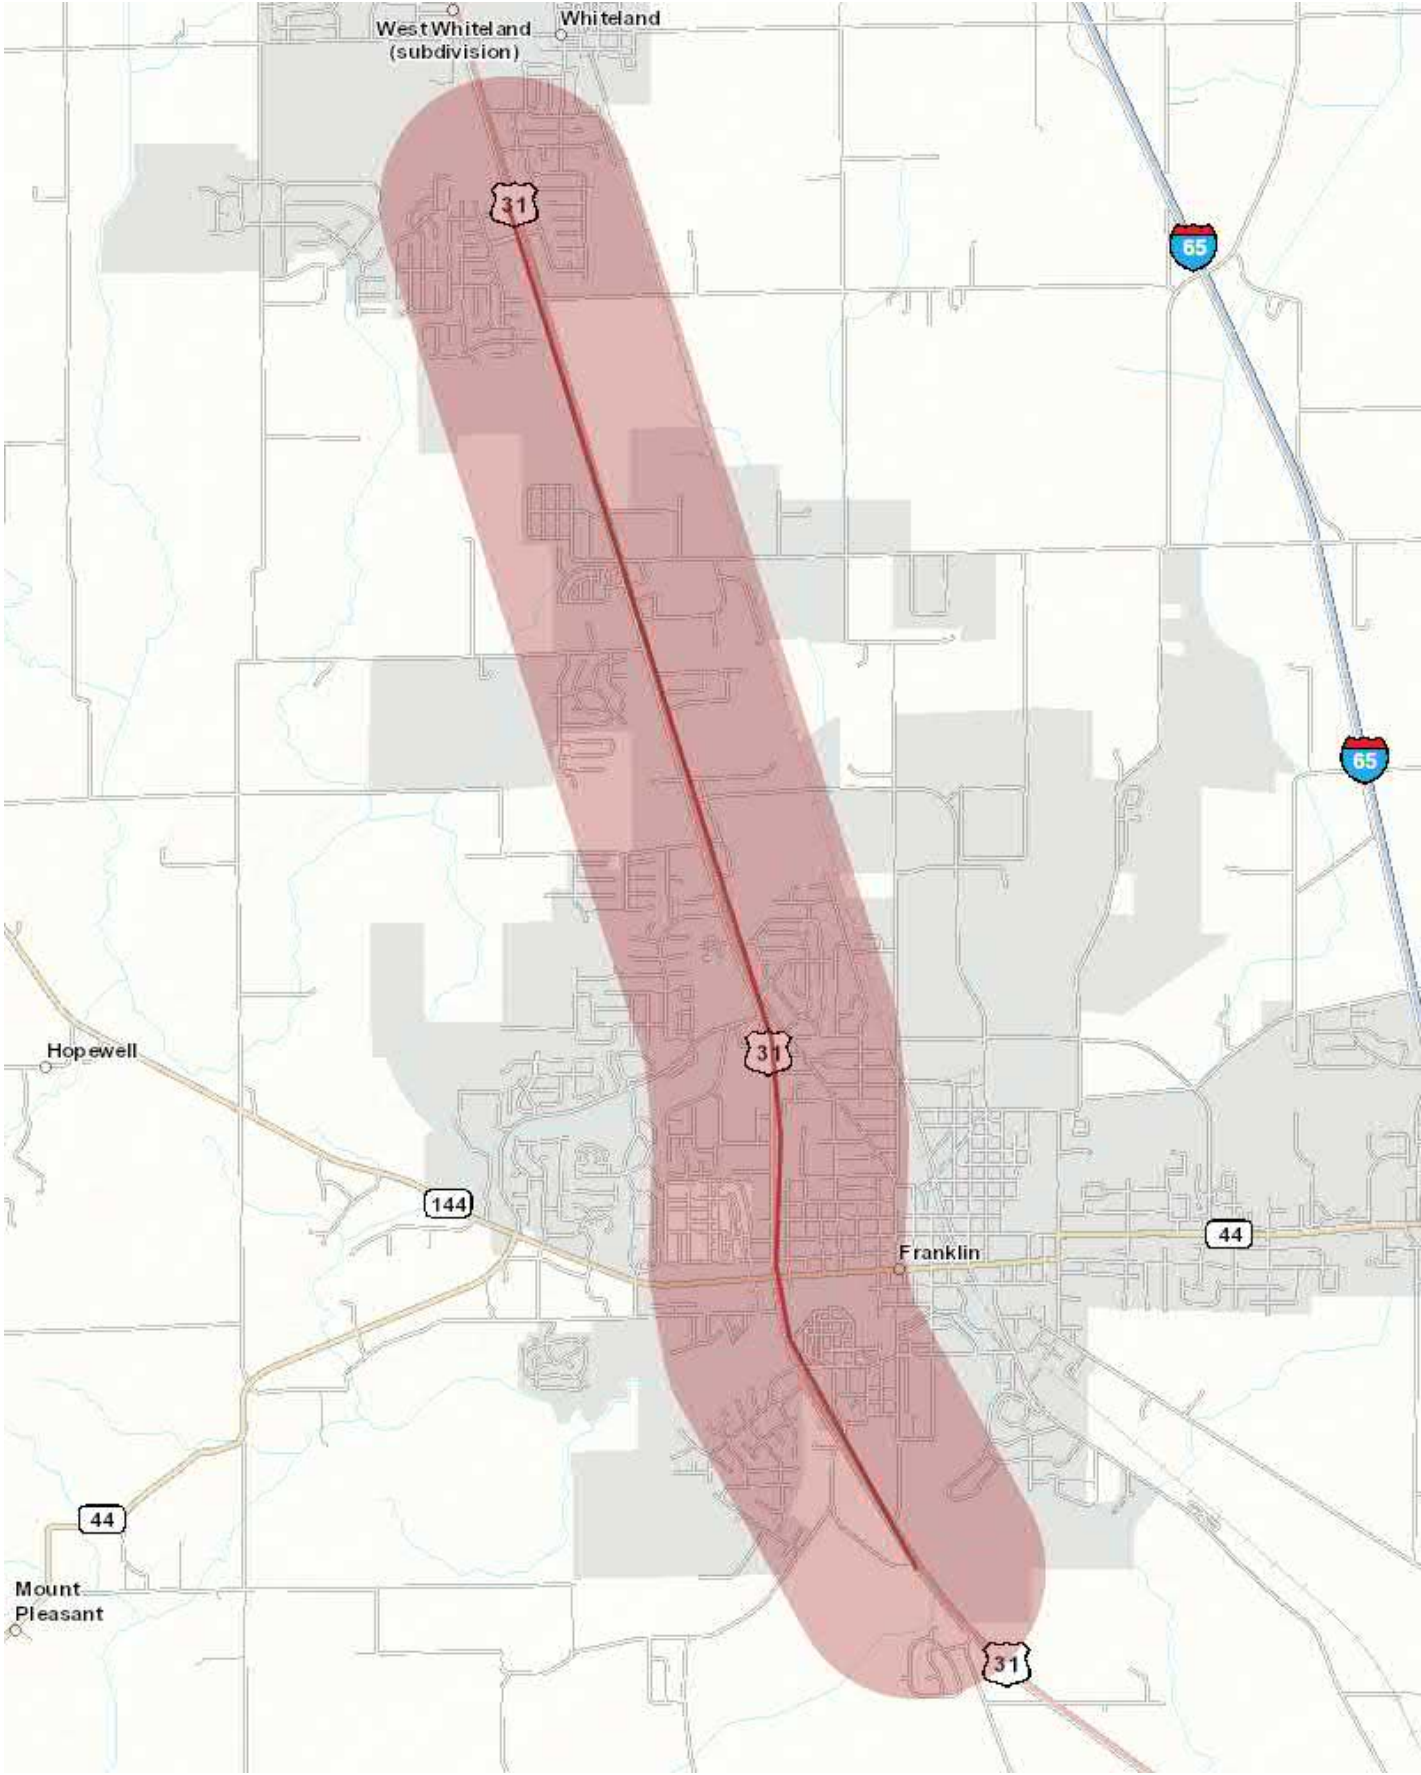 West Whiteland
(subdivision)
Whiteland
31
65
65
Hopewell
31
144
44
Franklin
44
Mount
Pleasant
31